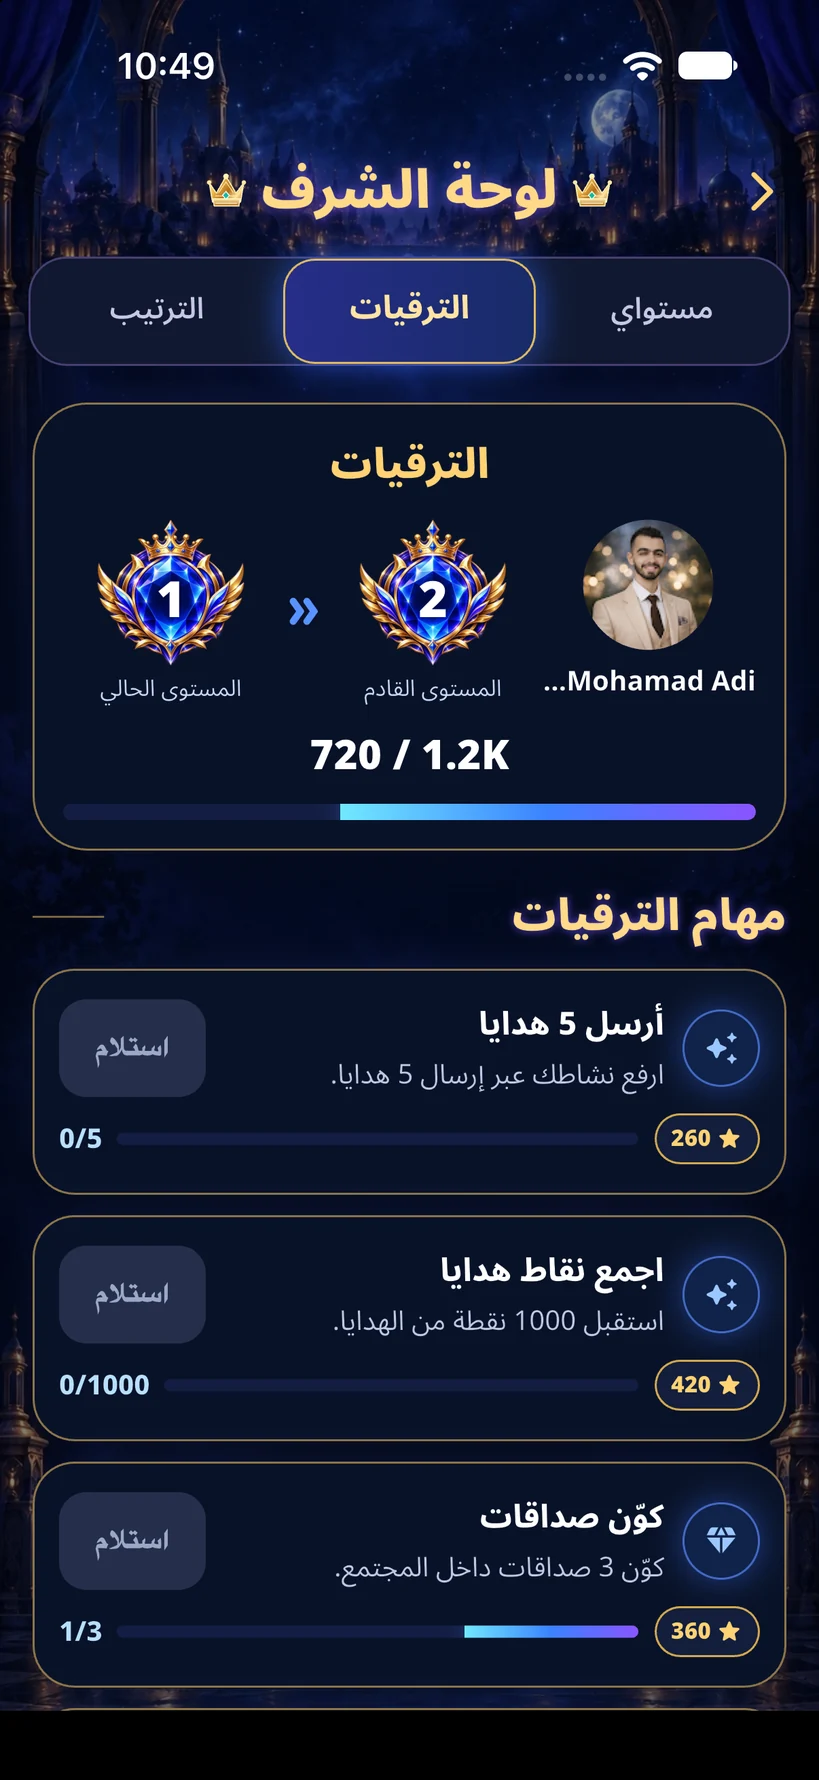 10:49
لوحة الشرف
مستواي
الترقيات
الترتيب
الترقيات
2
1
Mohamad Adi...
المستوى القادم
المستوى الحالي
720 / 1.2K
مهام الترقيات
أرسل 5 هدايا
ارفع نشاطك عبر إرسال 5 هدايا.
استلام
260
0/5
اجمع نقاط هدايا
استقبل 1000 نقطة من الهدايا.
استلام
420
0/1000
كوّن صداقات
كوّن 3 صداقات داخل المجتمع.
استلام
360
1/3